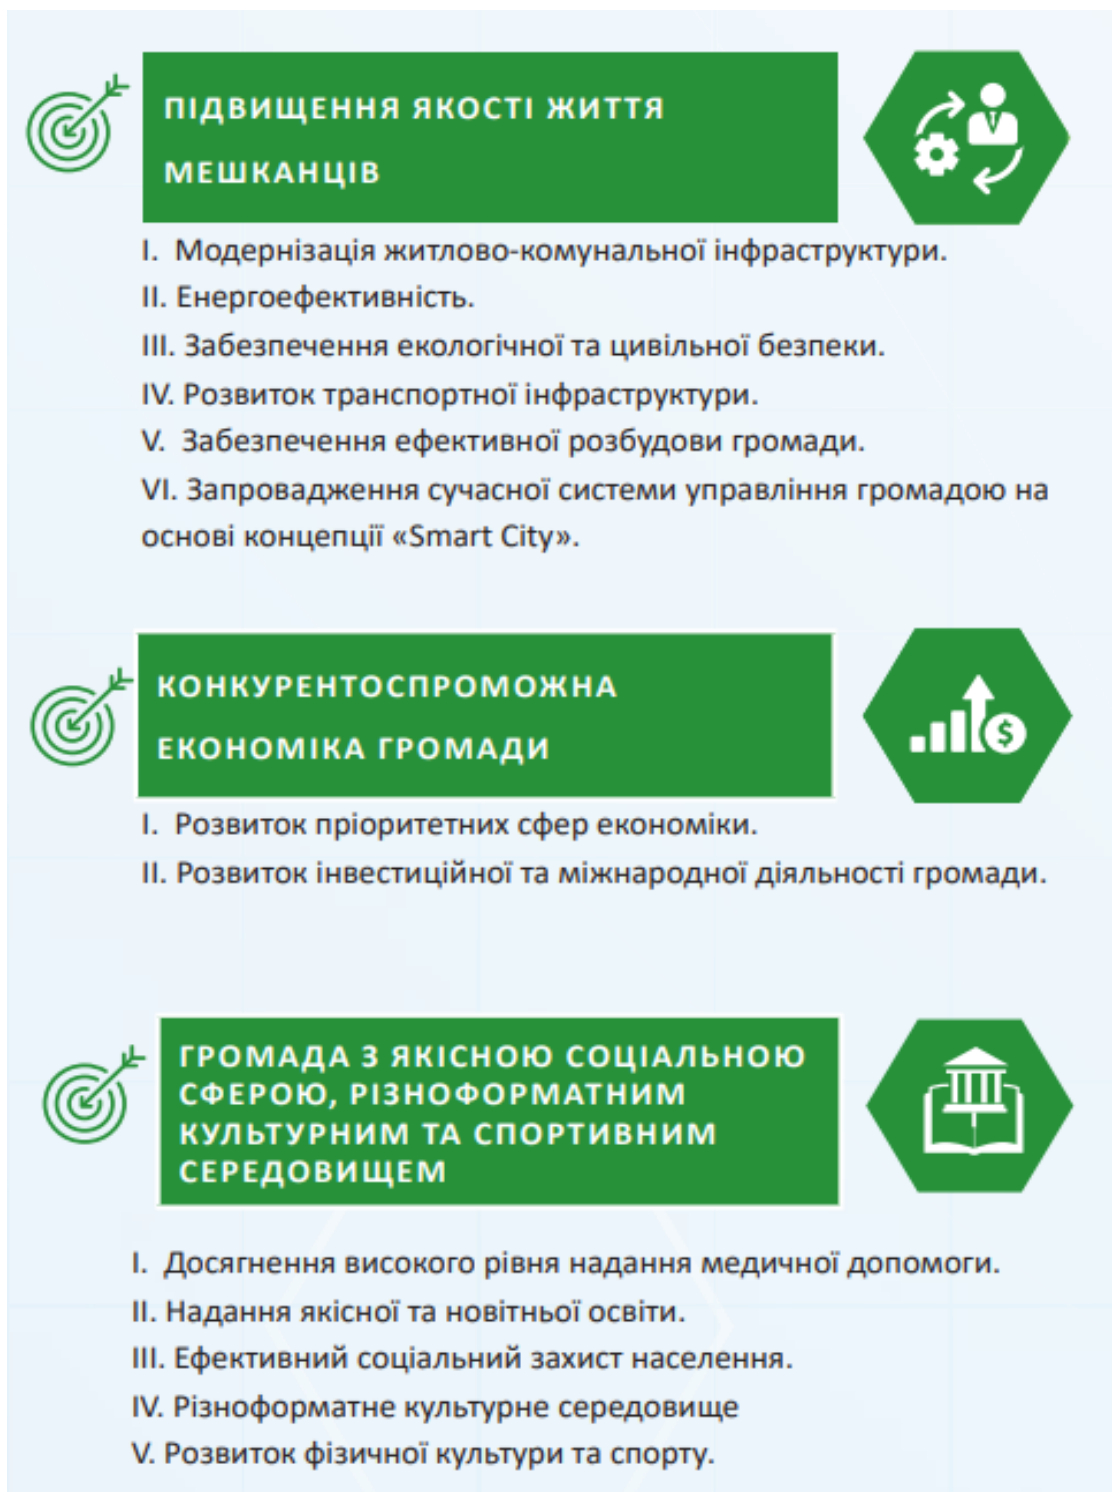 ПІДВИЩЕННЯ ЯКОСТІ ЖИТТЯ
МЕШКАНЦІВ
I. Модернізація житлово-комунальної інфраструктури.
II. Енергоефективність.
III. Забезпечення екологічної та цивільної безпеки.
IV. Розвиток транспортної інфраструктури.
V. Забезпечення ефективної розбудови громади.
VI. Запровадження сучасної системи управління громадою на
основі концепції «Smart City».
КОНКУРЕНТОСПРОМОЖНА
ЕКОНОМІКА ГРОМАДИ
I. Розвиток пріоритетних сфер економіки.
II. Розвиток інвестиційної та міжнародної діяльності громади.
ГРОМАДА З ЯКІСНОЮ СОЦІАЛЬНОЮ
СФЕРОЮ, РІЗНОФОРМАТНИМ
КУЛЬТУРНИМ ТА СПОРТИВНИМ
СЕРЕДОВИЩЕМ
I. Досягнення високого рівня надання медичної допомоги.
II. Надання якісної та новітньої освіти.
III. Ефективний соціальний захист населення.
IV. Різноформатне культурне середовище
V. Розвиток фізичної культури та спорту.